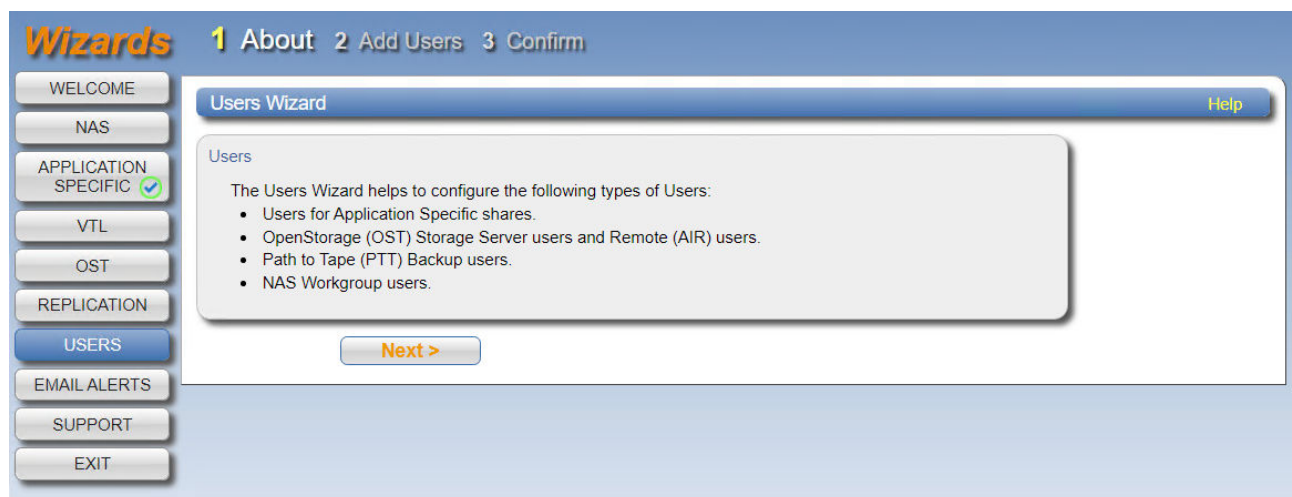 Wizards
1 About 2 Add Users 3 Confirm
WELCOME
NAS
APPLICATION
SPECIFIC
VTL
OST
REPLICATION
USERS
EMAIL ALERTS
SUPPORT
EXIT
Users Wizard
Help
Users
The Users Wizard helps to configure the following types of Users:
• Users for Application Specific shares.
• OpenStorage (OST) Storage Server users and Remote (AIR) users.
• Path to Tape (PTT) Backup users.
• NAS Workgroup users.
Next >